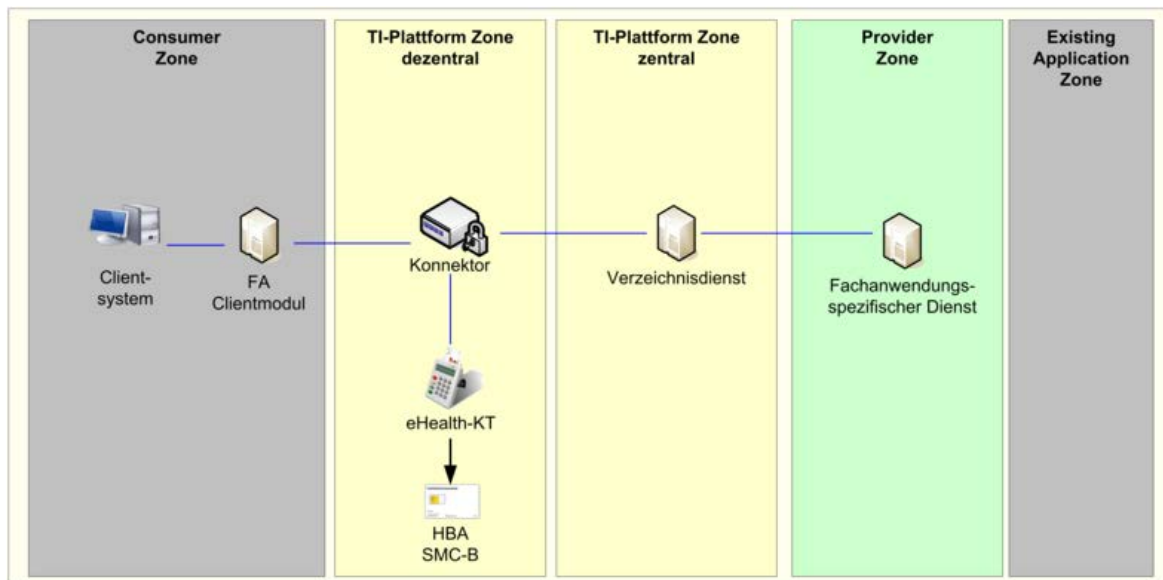 Consumer
Zone
TI-Plattform Zone
dezentral
TI-Plattform Zone
zentral
Provider
Zone
Existing
Application
Zone
Client-
system
FA
Clientmodul
Konnektor
Verzeichnisdienst
Fachanwendungs-
spezifischer Dienst
eHealth-KT
HBA
SMC-B